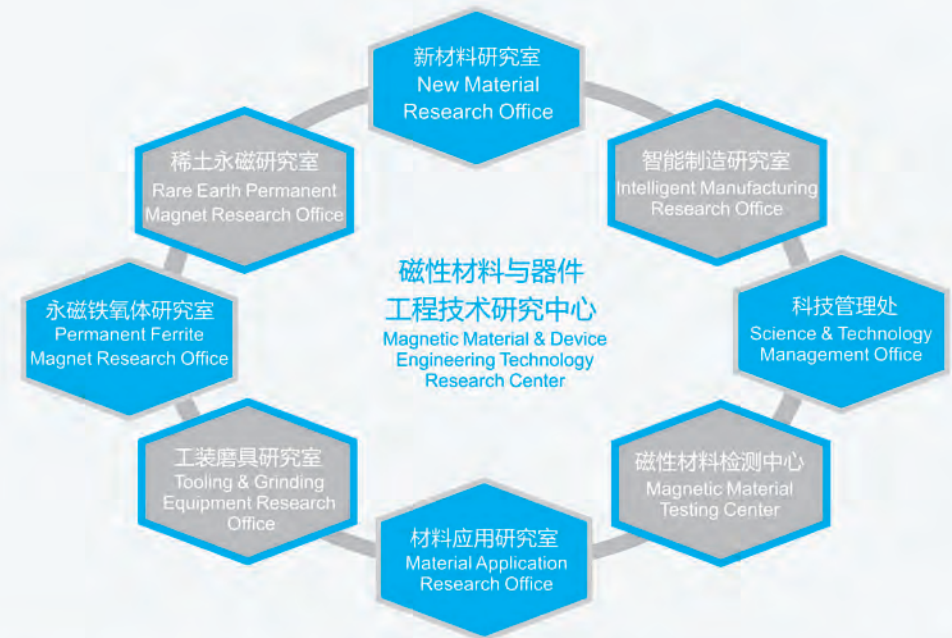 新材料研究室
New Material
Research Office
稀土永磁研究室
Rare Earth Permanent
Magnet Research Office
智能制造研究室
Intelligent Manufacturing
Research Office
永磁铁氧体研究室
Permanent Ferrite
Magnet Research Office
磁性材料与器件
工程技术研究中心
Magnetic Material & Device
Engineering Technology
Research Center
科技管理处
Science & Technology
Management Office
工装磨具研究室
Tooling & Grinding
Equipment Research
Office
磁性材料检测中心
Magnetic Material
Testing Center
材料应用研究室
Material Application
Research Office